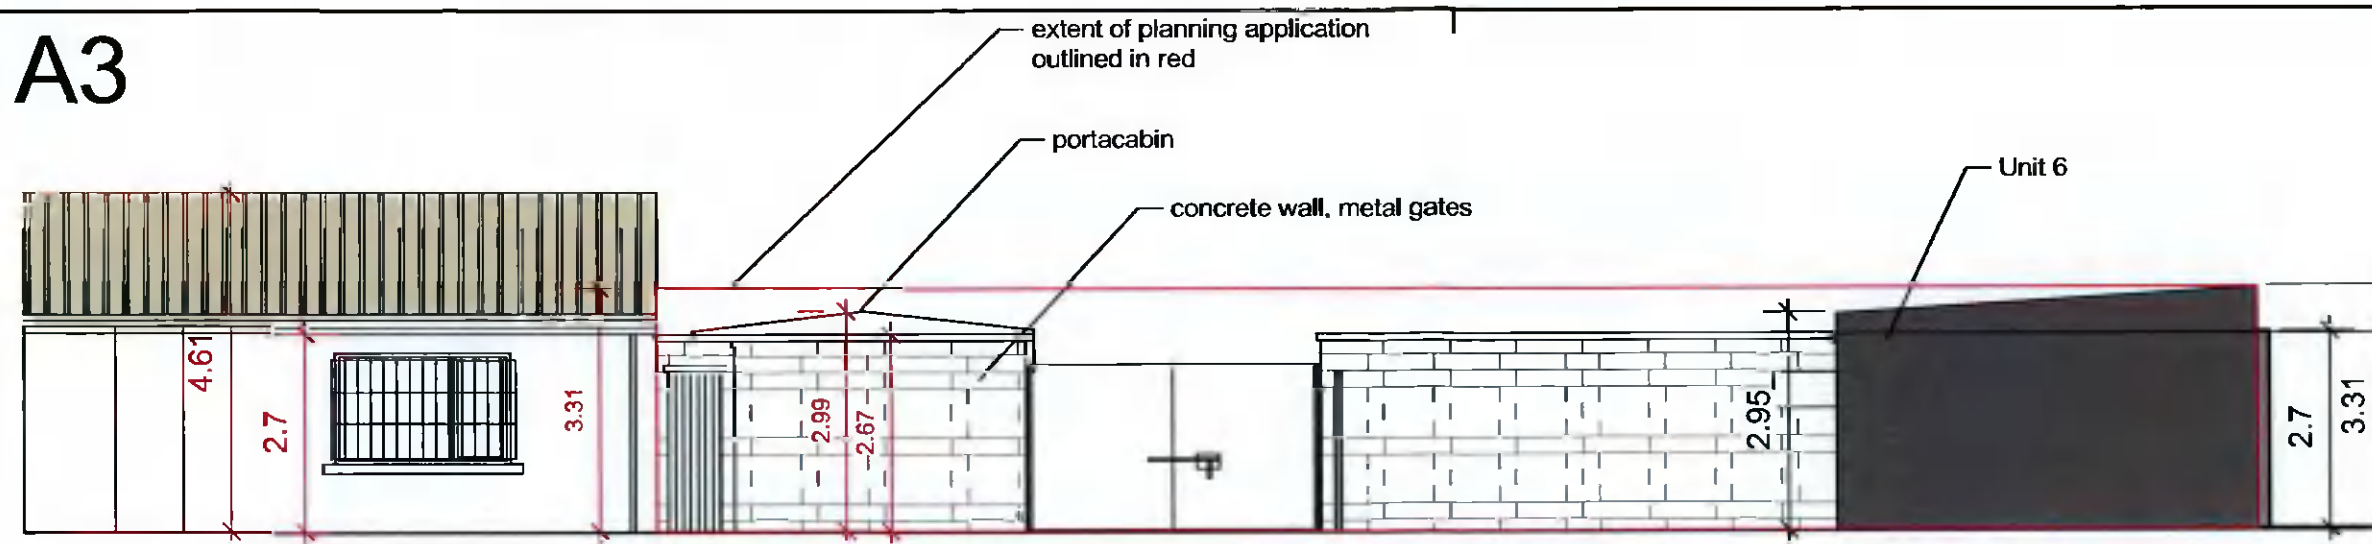 A3
extent of planning application
outlined in red
portacabin
Unit 6
concrete wall, metal gates
4.61
2.7
3.31
2.99
2.67
2.95
2.7
3.31